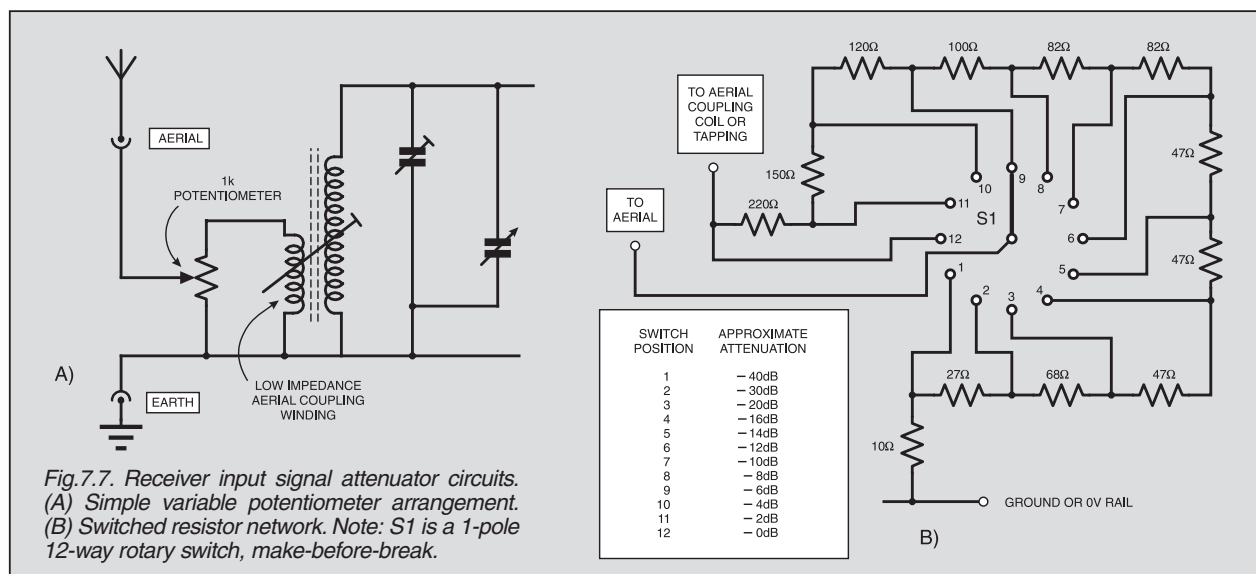 AERIAL
1k
POTENTIOMETER
A)
LOW IMPEDANCE
AERIAL COUPLING
WINDING
EARTH
Fig.7.7. Receiver input signal attenuator circuits.
(A) Simple variable potentiometer arrangement.
(B) Switched resistor network. Note: S1 is a 1-pole
12-way rotary switch, make-before-break.
120Ω
100Ω
82Ω
82Ω
TO AERIAL
COUPLING
COIL OR
TAPPING
47Ω
150Ω
10
9
8
220Ω
11
S1
7
TO
AERIAL
12
6
47Ω
1
5
2
3
4
27Ω
68Ω
47Ω
10Ω
GROUND OR 0V RAIL
B)
SWITCH POSITION APPROXIMATE ATTENUATION
1 – 40dB
2 – 30dB
3 – 20dB
4 – 16dB
5 – 14dB
6 – 12dB
7 – 10dB
8 – 8dB
9 – 6dB
10 – 4dB
11 – 2dB
12 – 0dB